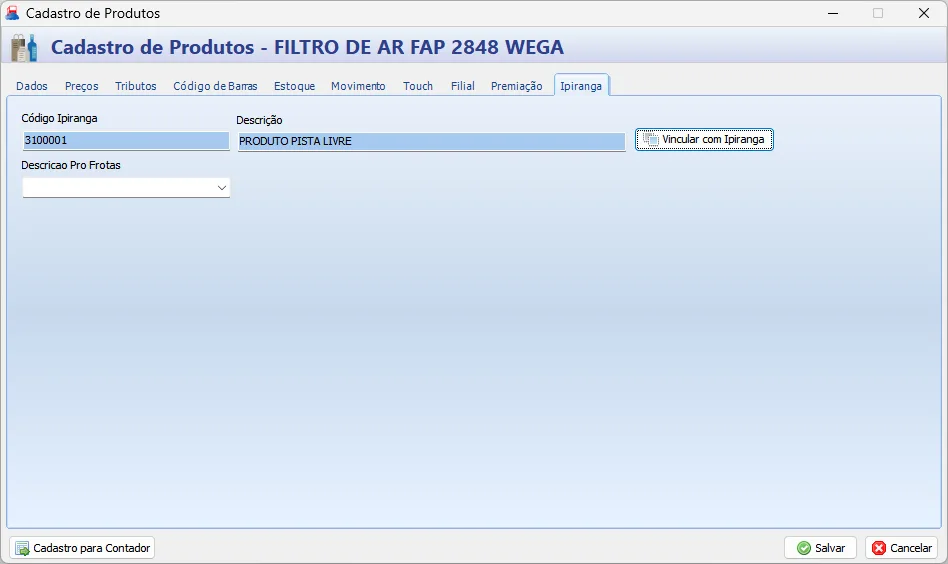 Cadastro de Produtos
Cadastro de Produtos - FILTRO DE AR FAP 2848 WEGA
Dados Preços Tributos Código de Barras Estoque Movimento Touch Filial Premiação Ipiranga
Código Ipiranga Descrição
3100001 PRODUTO PISTA LIVRE Vincular com Ipiranga
Descricao Pro Frotas
Cadastro para Contador Salvar Cancelar